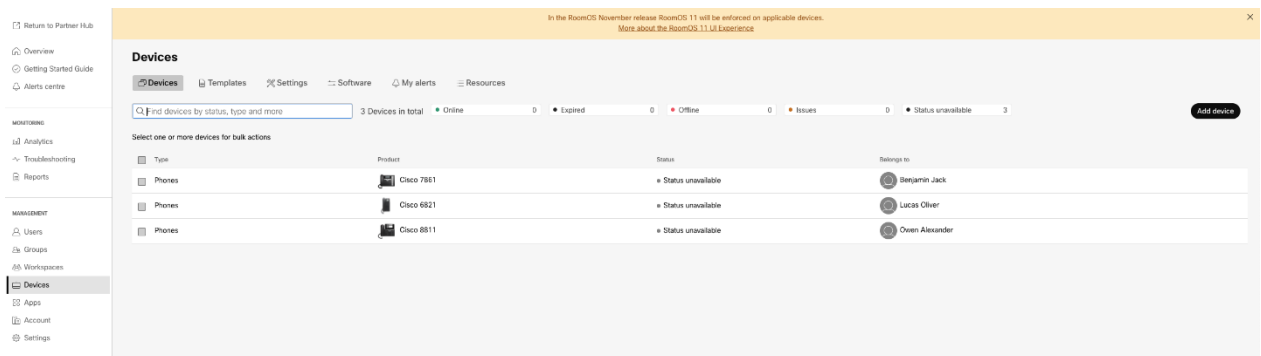 In the RoomOS November release RoomOS 11 will be enforced on applicable devices.
More about the RoomOS 11 UI Experience
Return to Partner Hub
Overview
Getting Started Guide
Alerts centre
MONITORING
Analytics
Troubleshooting
Reports
MANAGEMENT
Users
Groups
Workspaces
Devices
Apps
Account
Settings
Devices
Devices Templates Settings Software My alerts Resources
Find devices by status, type and more 3 Devices in total Online 0 Expired 0 Offline 0 Issues 0 Status unavailable 3 Add device
Select one or more devices for bulk actions
Type Product Status Belongs to
Phones Cisco 7861 Status unavailable Benjamin Jack
Phones Cisco 6821 Status unavailable Lucas Oliver
Phones Cisco 8811 Status unavailable Owen Alexander